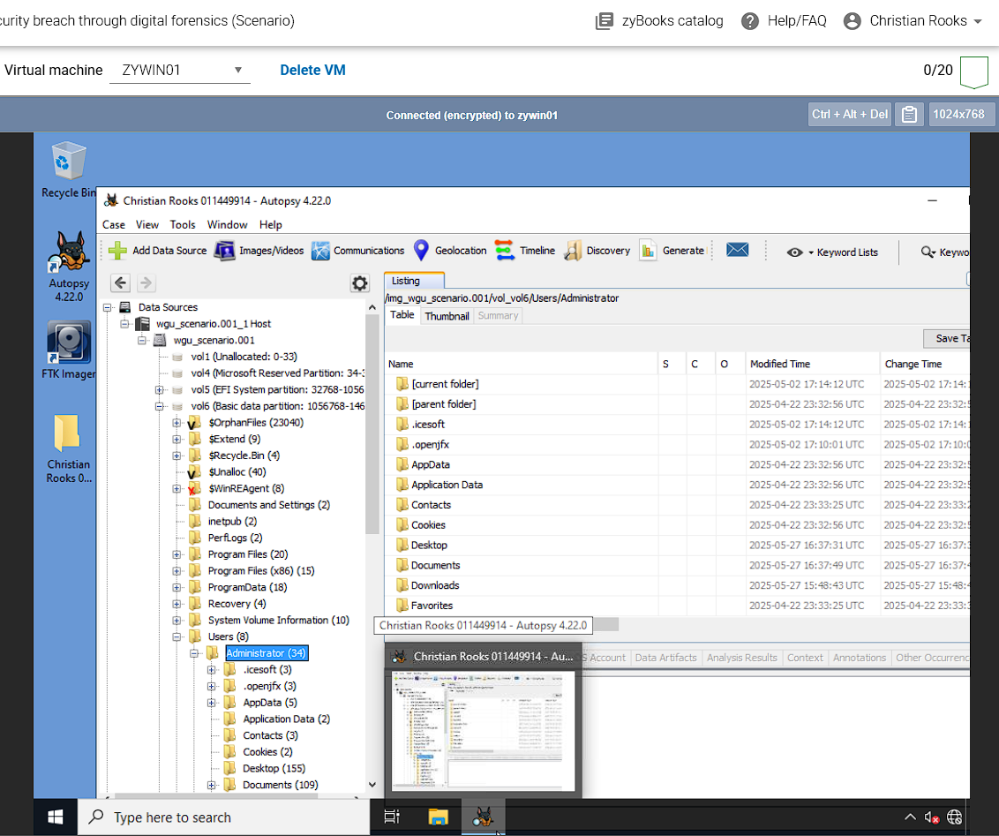 curity breach through digital forensics (Scenario)
zyBooks catalog
Help/FAQ
Christian Rooks
Virtual machine
ZYWIN01
Delete VM
0/20
Connected (encrypted) to zywin01
Ctrl + Alt + Del
1024x768
Recycle Bin
Autopsy
4.22.0
FTK Imager
Christian
Rooks 0...
Christian Rooks 011449914 - Autopsy 4.22.0
Case View Tools Window Help
Add Data Source
Images/Videos
Communications
Geolocation
Timeline
Discovery
Generate
Keyword Lists
Keywo
Data Sources
wgu_scenario.001_1 Host
wgu_scenario.001
vol1 (Unallocated: 0-33)
vol4 (Microsoft Reserved Partition: 34-3
vol5 (EFI System partition: 32768-1056
vol6 (Basic data partition: 1056768-146
$OrphanFiles (23040)
$Extend (9)
$Recycle.Bin (4)
$Unalloc (40)
$WinREAgent (8)
Documents and Settings (2)
inetpub (2)
PerfLogs (2)
Program Files (20)
Program Files (x86) (15)
ProgramData (18)
Recovery (4)
System Volume Information (10)
Users (8)
Administrator (34)
.icesoft (3)
.openjfx (3)
AppData (5)
Application Data (2)
Contacts (3)
Cookies (2)
Desktop (155)
Documents (109)
Listing
/img_wgu_scenario.001/vol_vol6/Users/Administrator
Table Thumbnail Summary
Save Ta
Name S C O Modified Time Change Time
[current folder] 2025-05-02 17:14:12 UTC 2025-05-02 17:14:1
[parent folder] 2025-04-22 23:32:56 UTC 2025-04-22 23:32:5
.icesoft 2025-05-02 17:14:12 UTC 2025-05-02 17:14:1
.openjfx 2025-05-02 17:10:01 UTC 2025-05-02 17:10:0
AppData 2025-04-22 23:32:56 UTC 2025-04-22 23:32:5
Application Data 2025-04-22 23:32:56 UTC 2025-04-22 23:32:5
Contacts 2025-04-22 23:33:25 UTC 2025-04-22 23:33:2
Cookies 2025-04-22 23:32:56 UTC 2025-04-22 23:32:5
Desktop 2025-05-27 16:37:31 UTC 2025-05-27 16:37:3
Documents 2025-05-27 16:37:49 UTC 2025-05-27 16:37:4
Downloads 2025-05-27 15:48:43 UTC 2025-05-27 15:48:4
Favorites 2025-04-22 23:33:25 UTC 2025-04-22 23:33:2
Christian Rooks 011449914 - Autopsy 4.22.0
Christian Rooks 011449914 - Au...
S Account Data Artifacts Analysis Results Context Annotations Other Occurrenc
Type here to search